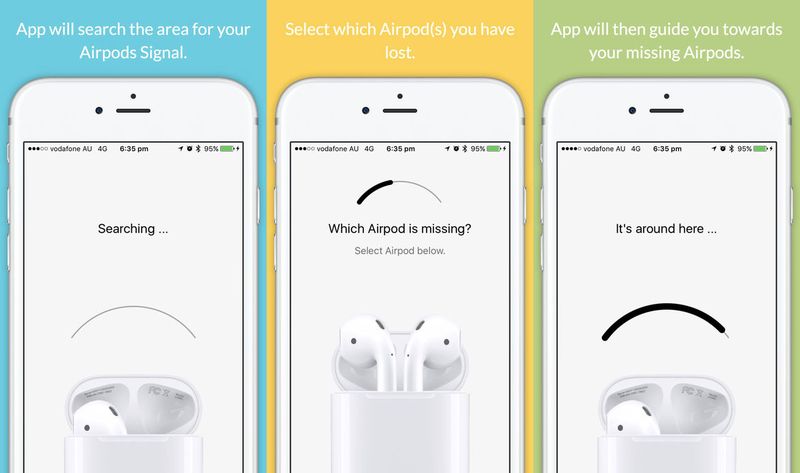 App will search the area for your
Airpods Signal.
vodafone AU 4G 6:35 pm 95%
Searching ...
Select which Airpod(s) you have
lost.
vodafone AU 4G 6:35 pm 95%
Which Airpod is missing?
Select Airpod below.
App will then guide you towards
your missing Airpods.
vodafone AU 4G 6:35 pm 95%
It's around here ...